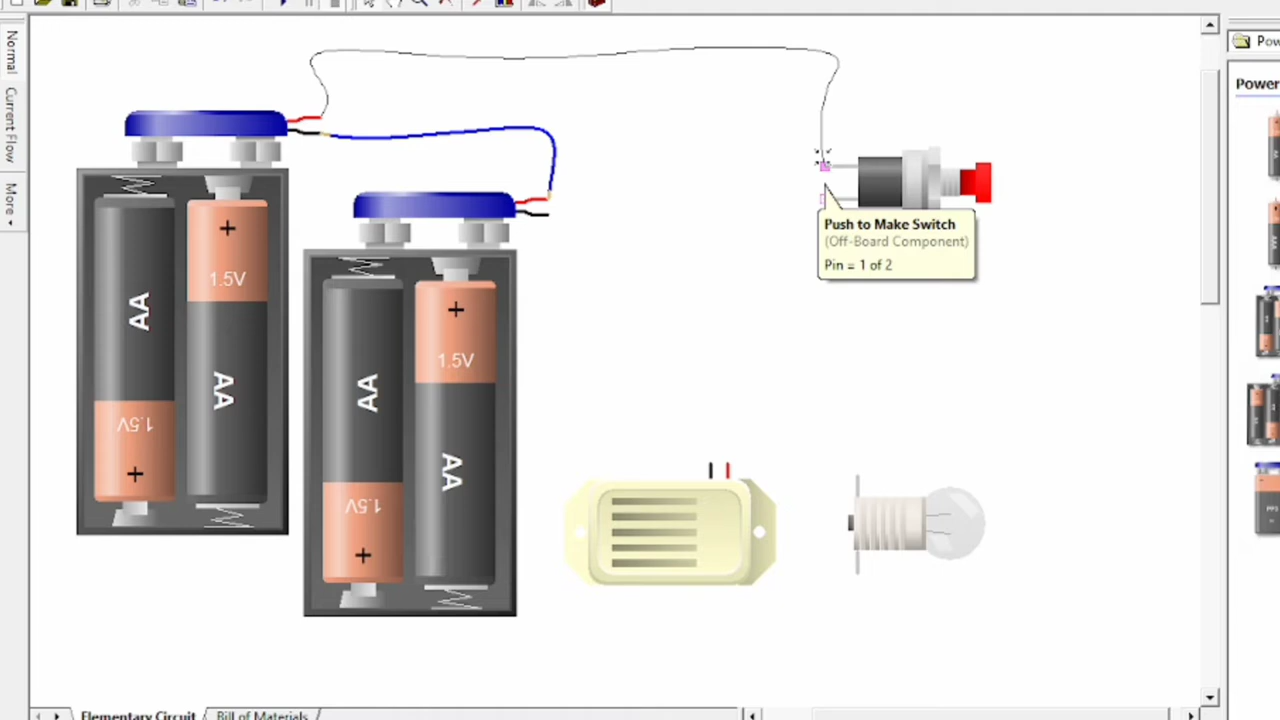 Normal
Current Flow
More
Pow
Power
Push to Make Switch
(Off-Board Component)
Pin = 1 of 2
+
1.5V
AA
AA
1.5V
+
+
1.5V
AA
AA
1.5V
+
Elementary Circuit
Bill of Materials